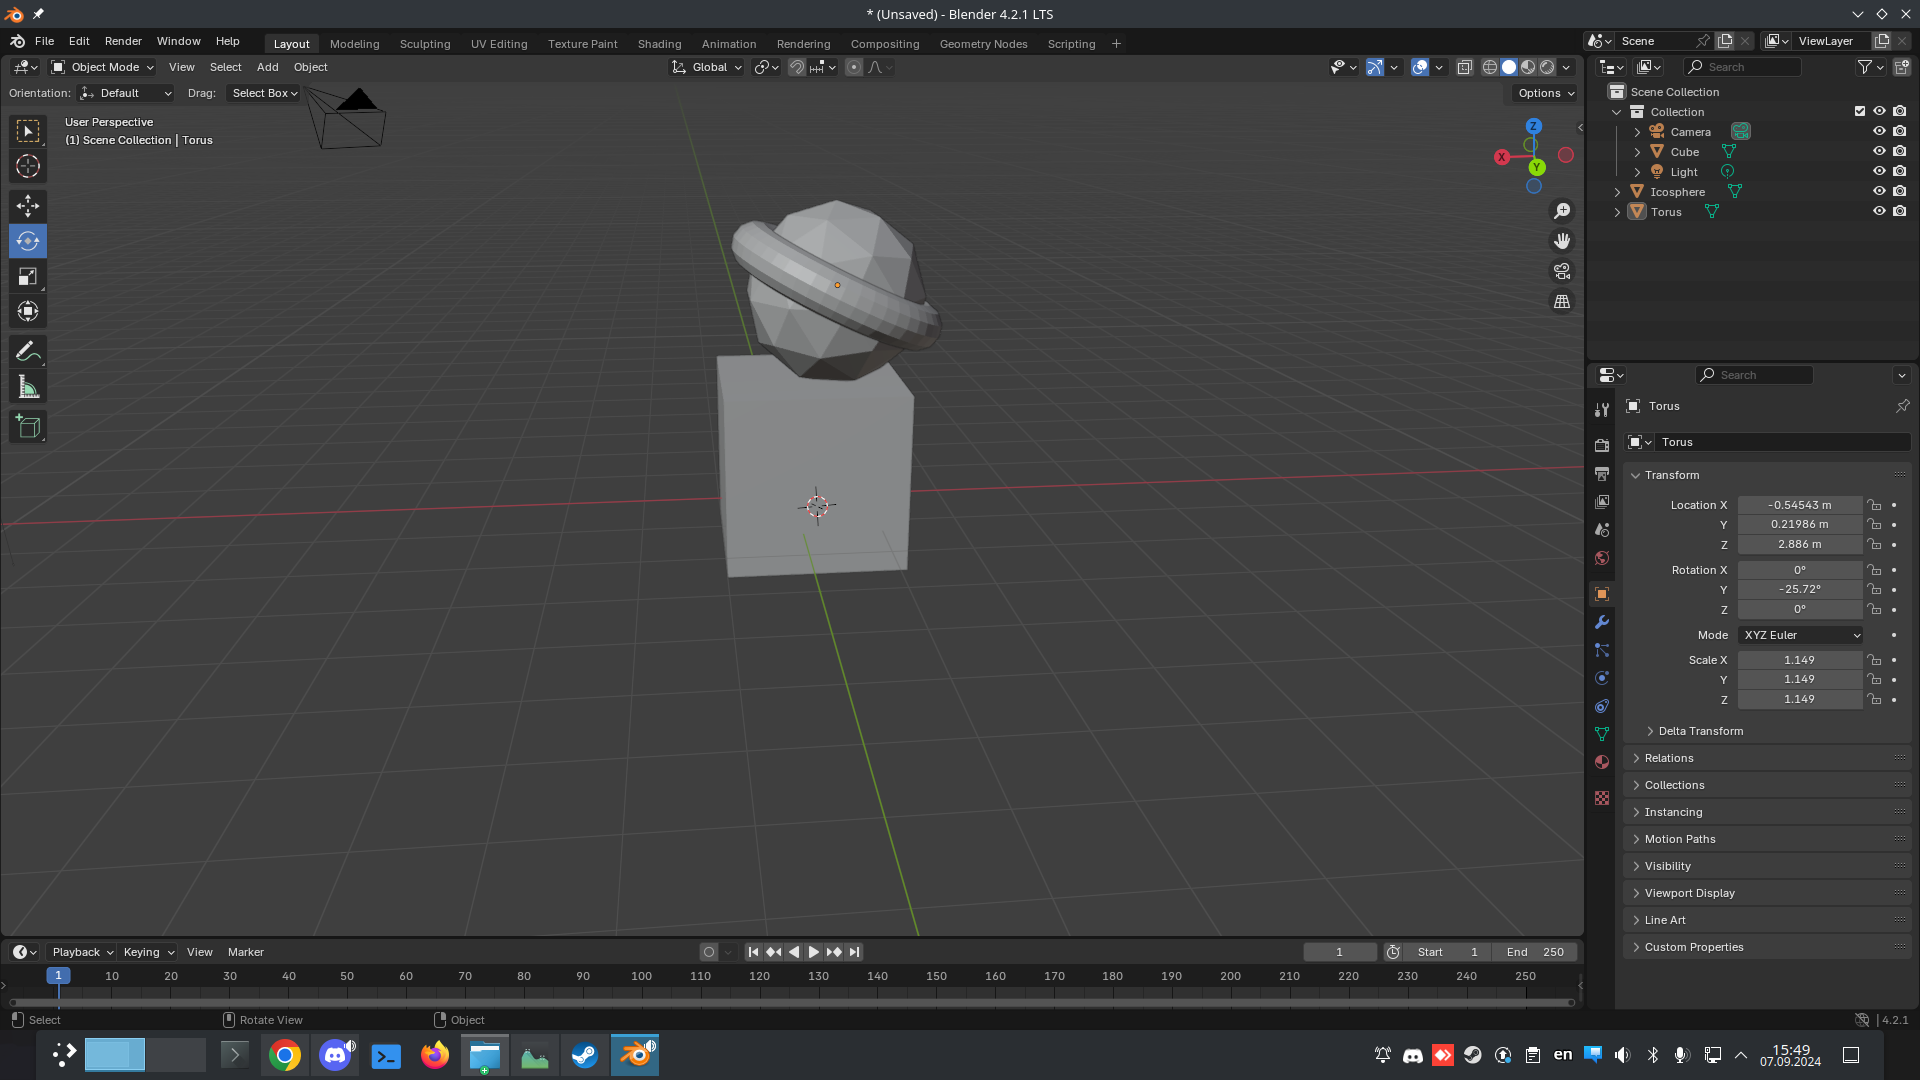 * (Unsaved) - Blender 4.2.1 LTS
File Edit Render Window Help Layout Modeling Sculpting UV Editing Texture Paint Shading Animation Rendering Compositing Geometry Nodes Scripting + Scene ViewLayer
Object Mode View Select Add Object Global Search
Orientation: Default Drag: Select Box Options
User Perspective
(1) Scene Collection | Torus
Z
X
Y
Scene Collection
Collection
Camera
Cube
Light
Icosphere
Torus
Search
Torus
Torus
Transform
Location X -0.54543 m
Y 0.21986 m
Z 2.886 m
Rotation X 0°
Y -25.72°
Z 0°
Mode XYZ Euler
Scale X 1.149
Y 1.149
Z 1.149
Delta Transform
Relations
Collections
Instancing
Motion Paths
Visibility
Viewport Display
Line Art
Custom Properties
Playback Keying View Marker 1 Start 1 End 250
1 10 20 30 40 50 60 70 80 90 100 110 120 130 140 150 160 170 180 190 200 210 220 230 240 250
Select Rotate View Object 4.2.1
en 15:49
07.09.2024